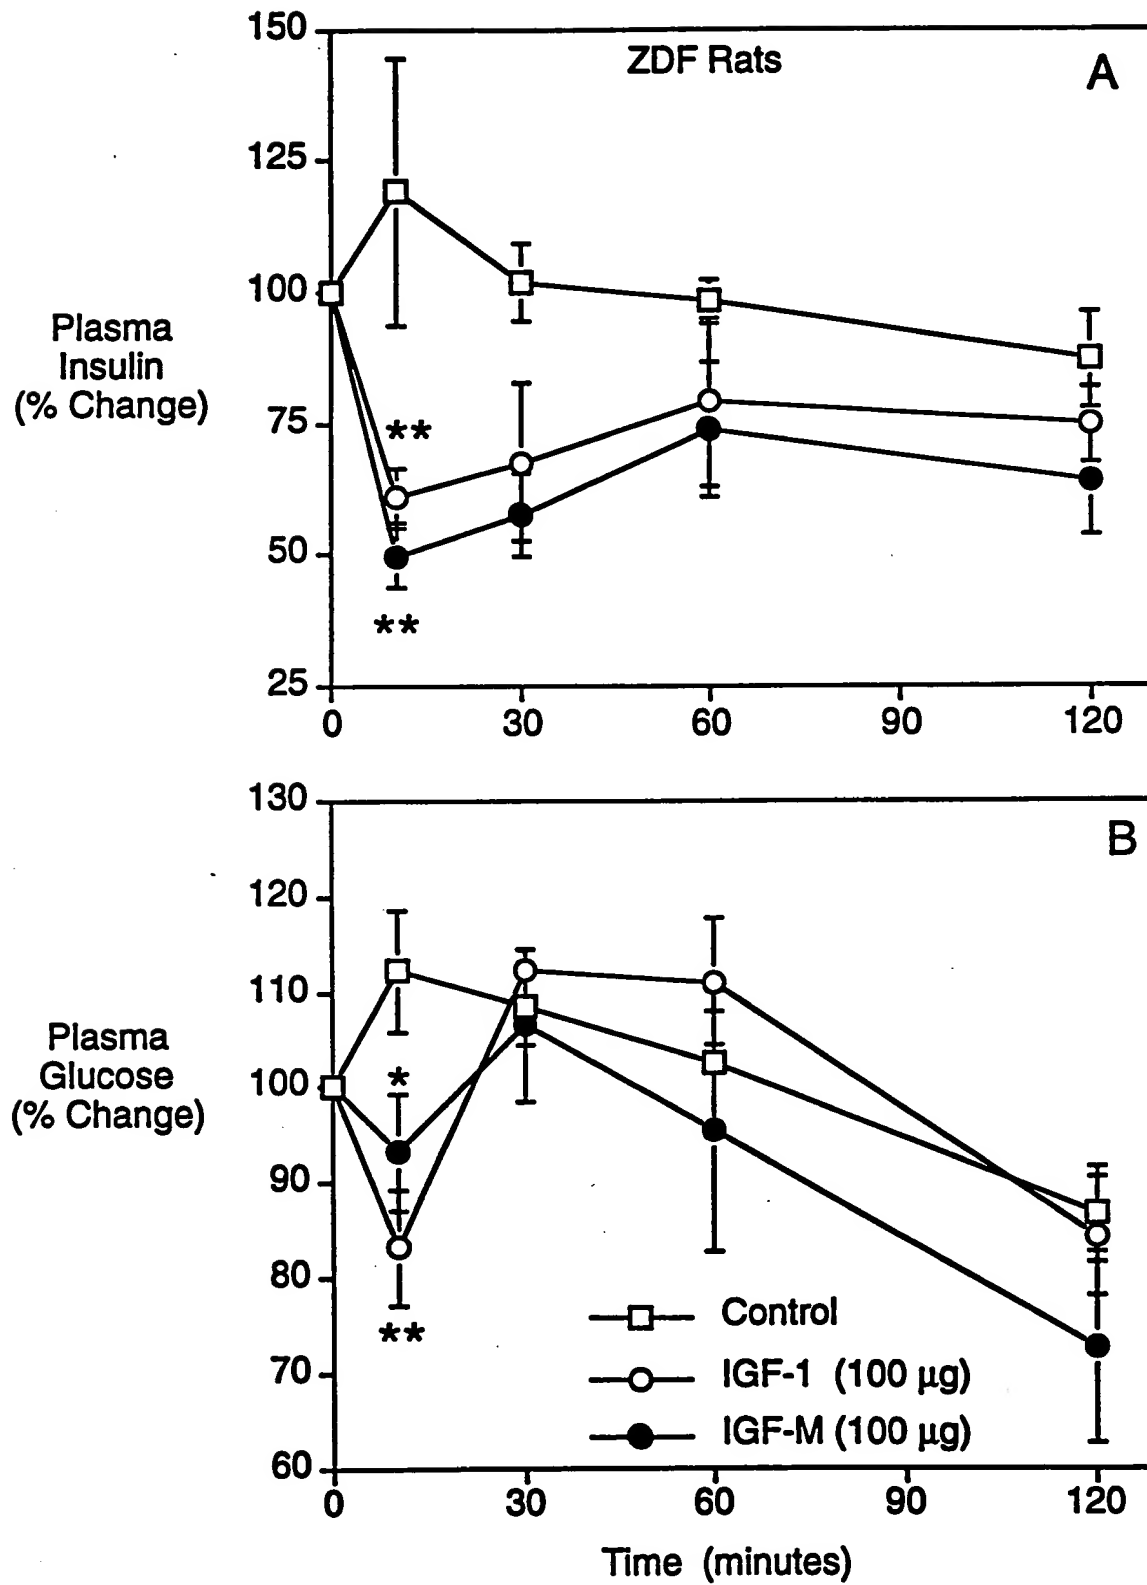 150
ZDF Rats
A
125
100
Plasma
Insulin
(% Change)
75
**
50
**
25
0
30
60
90
120
130
B
120
110
Plasma
Glucose
(% Change)
100
*
90
80
**
Control
70
IGF-1 (100 µg)
IGF-M (100 µg)
60
0
30
60
90
120
Time (minutes)